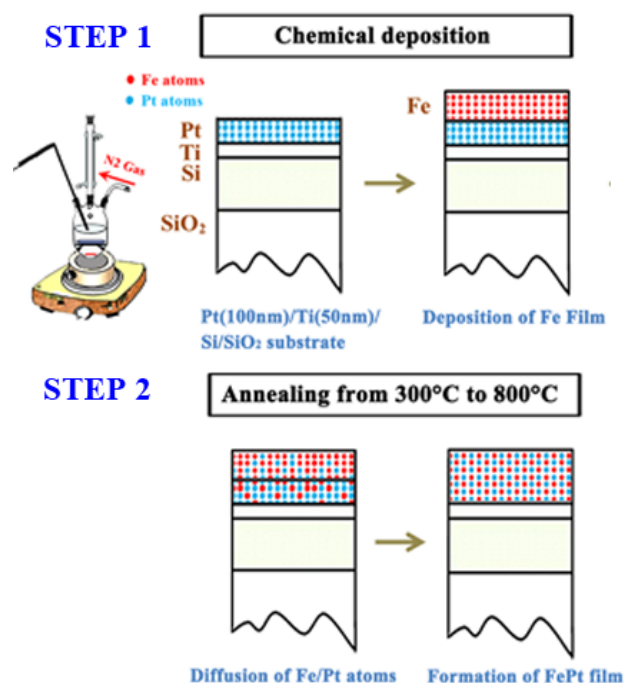 STEP 1
Chemical deposition
Fe atoms
Pt atoms
N2 Gas
Pt
Ti
Si
SiO₂
Fe
Pt(100nm)/Ti(50nm)/
Si/SiO₂ substrate
Deposition of Fe Film
STEP 2
Annealing from 300°C to 800°C
Diffusion of Fe/Pt atoms
Formation of FePt film